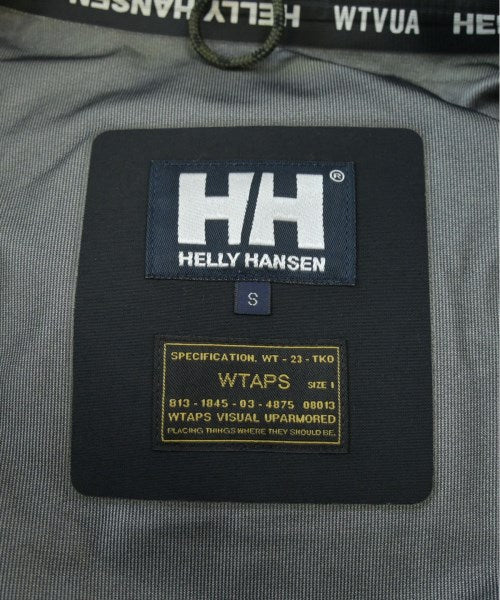 HELLY HANSEN WTVUA HE
HH®
HELLY HANSEN
S
SPECIFICATION. WT - 23 - TKO
WTAPS SIZE 1
813 - 1845 - 03 - 4875 08013
WTAPS VISUAL UPARMORED
PLACING THINGS WHERE THEY SHOULD BE.